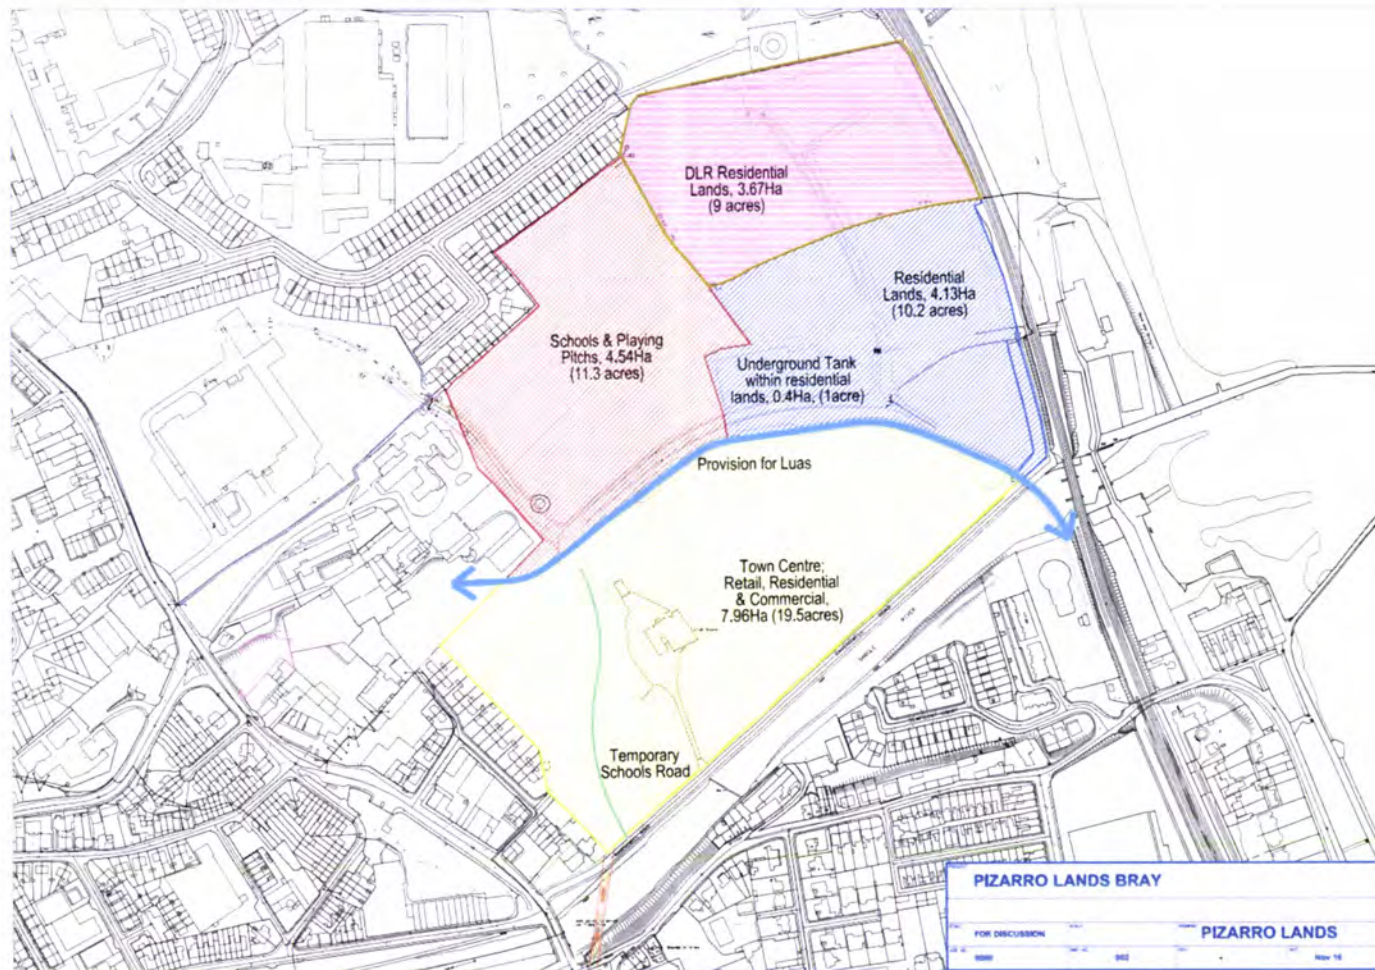 DLR Residential
Lands, 3.67Ha
(9 acres)
Residential
Lands, 4.13Ha
(10.2 acres)
Schools & Playing
Pitchs, 4.54Ha
(11.3 acres)
Underground Tank
within residential
lands, 0.4Ha, (1acre)
Provision for Luas
Town Centre;
Retail, Residential
& Commercial,
7.96Ha (19.5acres)
Temporary
Schools Road
PIZARRO LANDS BRAY
FOR DISCUSSION
PIZARRO LANDS
Nov 16